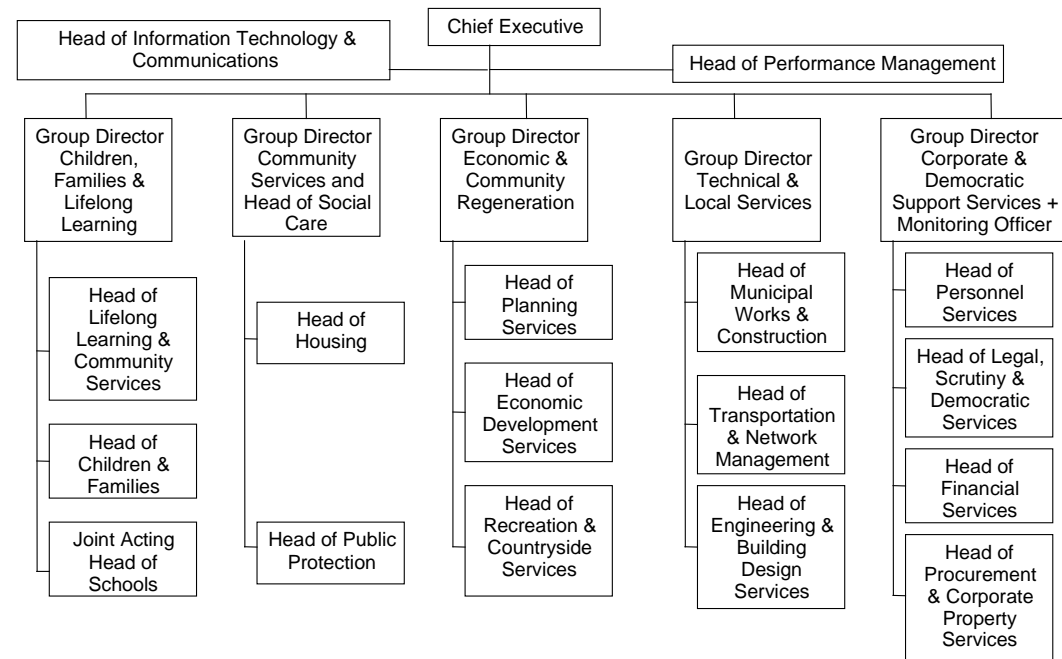 Chief Executive
Head of Information Technology &
Communications
Head of Performance Management
Group Director
Children,
Families &
Lifelong
Learning
Group Director
Community
Services and
Head of Social
Care
Group Director
Economic &
Community
Regeneration
Group Director
Technical &
Local Services
Group Director
Corporate &
Democratic
Support Services +
Monitoring Officer
Head of
Lifelong
Learning &
Community
Services
Head of
Children &
Families
Joint Acting
Head of
Schools
Head of
Housing
Head of Public
Protection
Head of
Planning
Services
Head of
Economic
Development
Services
Head of
Recreation &
Countryside
Services
Head of
Municipal
Works &
Construction
Head of
Transportation
& Network
Management
Head of
Engineering &
Building
Design
Services
Head of
Personnel
Services
Head of Legal,
Scrutiny &
Democratic
Services
Head of
Financial
Services
Head of
Procurement
& Corporate
Property
Services